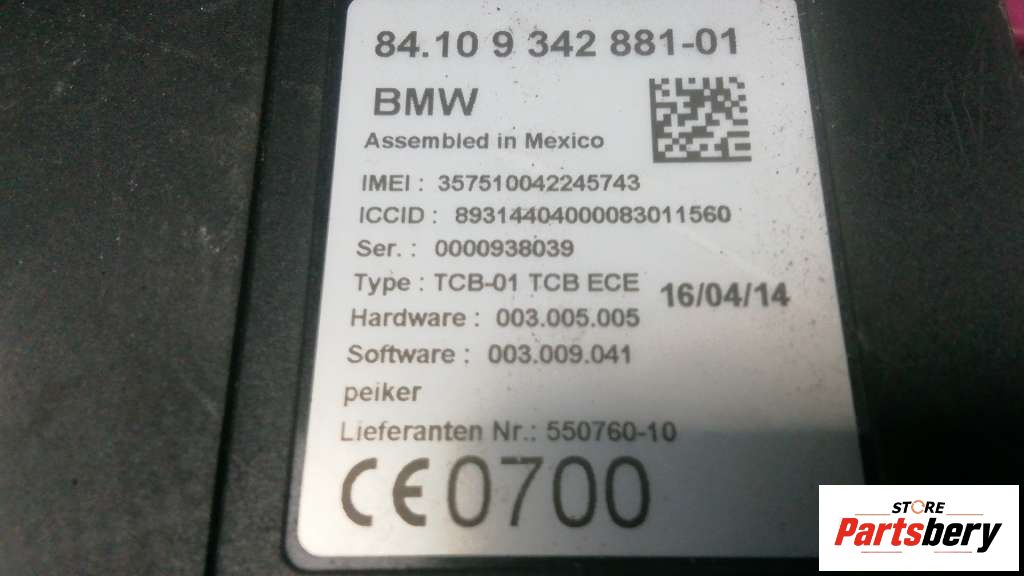 84.10 9 342 881-01
BMW
Assembled in Mexico
IMEI : 357510042245743
ICCID : 89314404000083011560
Ser. : 0000938039
Type : TCB-01 TCB ECE 16/04/14
Hardware : 003.005.005
Software : 003.009.041
peiker
Lieferanten Nr.: 550760-10
CE0700
STORE
Partsbery